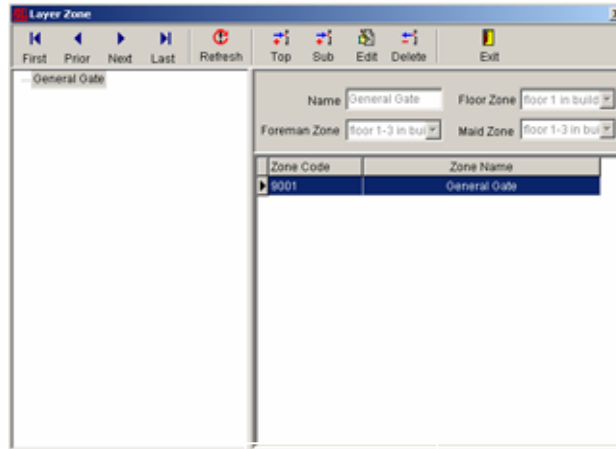 Layer Zone
First Prior Next Last Refresh Top Sub Edit Delete Exit
General Gate
Name General Gate Floor Zone floor 1 in build
Foreman Zone floor 1-3 in bui Maid Zone floor 1-3 in bui
Zone Code Zone Name
9001 General Gate